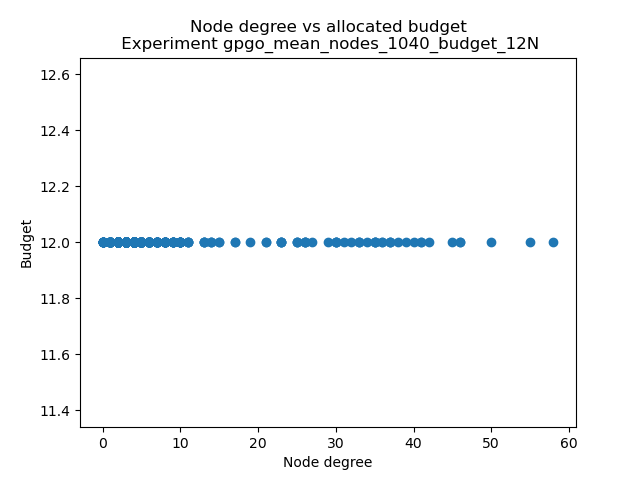 Node degree vs allocated budget
Experiment gpgo_mean_nodes_1040_budget_12N
12.6
12.4
12.2
12.0
11.8
11.6
11.4
Budget
0 10 20 30 40 50 60
Node degree